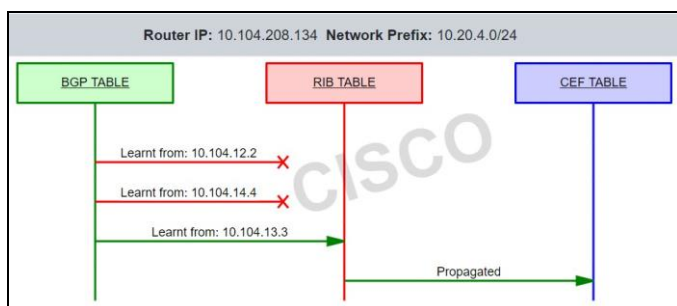 Router IP: 10.104.208.134 Network Prefix: 10.20.4.0/24
BGP TABLE RIB TABLE CEF TABLE
CISCO
Learnt from: 10.104.12.2
Learnt from: 10.104.14.4
Learnt from: 10.104.13.3
Propagated